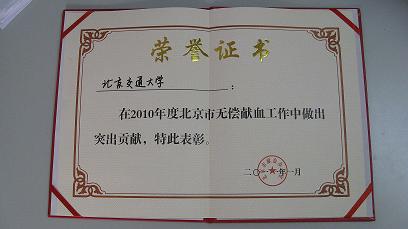 荣誉证书
北京交通大学：
在2010年度北京市无偿献血工作中做出
突出贡献，特此表彰。
二〇一一年一月